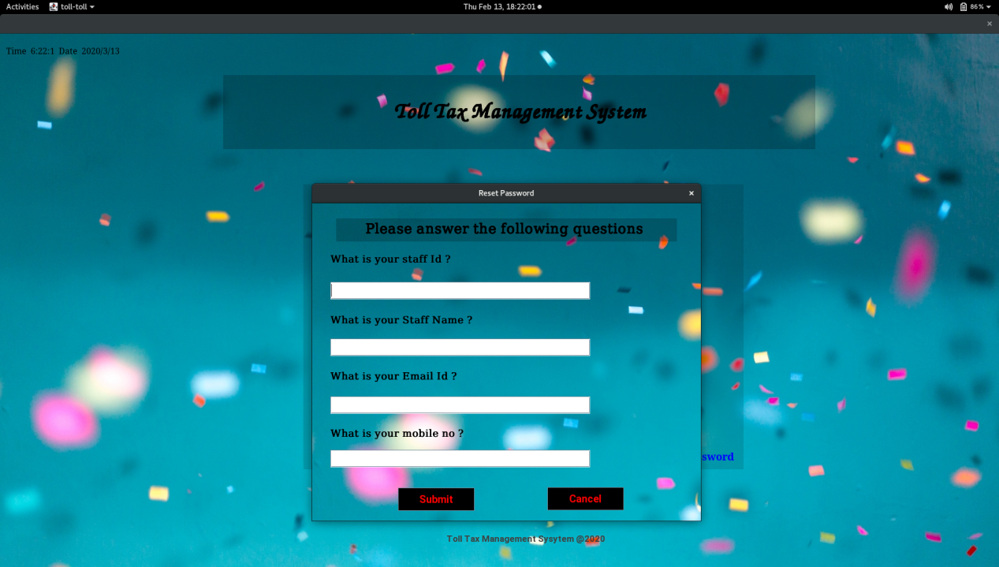 Activities toll-toll Thu Feb 13, 18:22:01 86%
Time 6:22:1 Date 2020/3/13
Toll Tax Management System
Reset Password
Please answer the following questions
What is your staff Id ?
What is your Staff Name ?
What is your Email Id ?
What is your mobile no ?
sword
Submit Cancel
Toll Tax Management Sysytem @2020